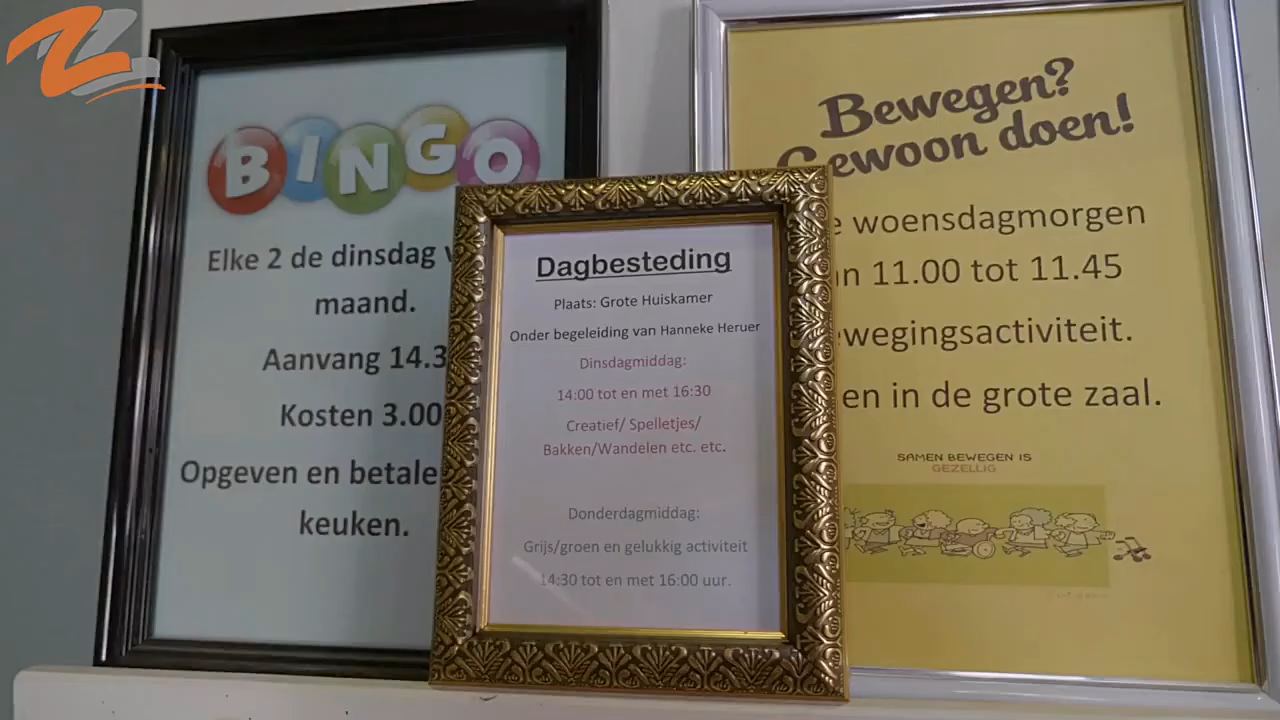 BINGO
Elke 2 de dinsdag
maand.
Aanvang 14.3
Kosten 3.00
Opgeven en betale
keuken.
Dagbesteding
Plaats: Grote Huiskamer
Onder begeleiding van Hanneke Heruer
Dinsdagmiddag:
14:00 tot en met 16:30
Creatief/ Spelletjes/
Bakken/Wandelen etc. etc.
Donderdagmiddag:
Grijs/groen en gelukkig activiteit
14:30 tot en met 16:00 uur.
Bewegen?
Gewoon doen!
woensdagmorgen
11.00 tot 11.45
wegingsactiviteit.
en in de grote zaal.
SAMEN BEWEGEN IS
GEZELLIG